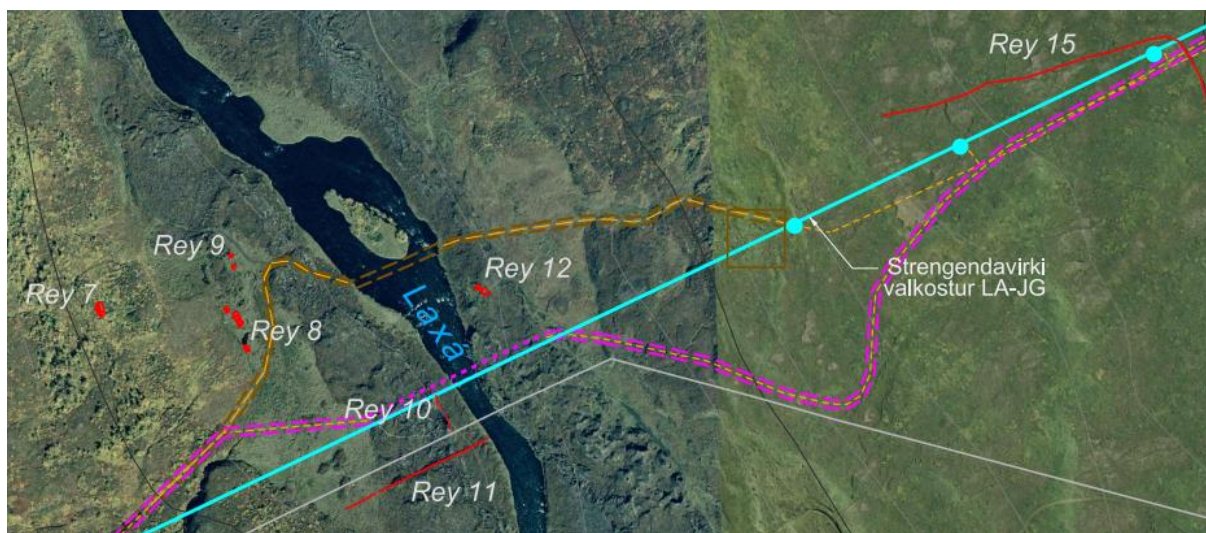 Rey 15
Rey 9
Rey 12
Rey 7
Strengendavirki
valkostur LA-JG
Rey 8
Laxá
Rey 10
Rey 11